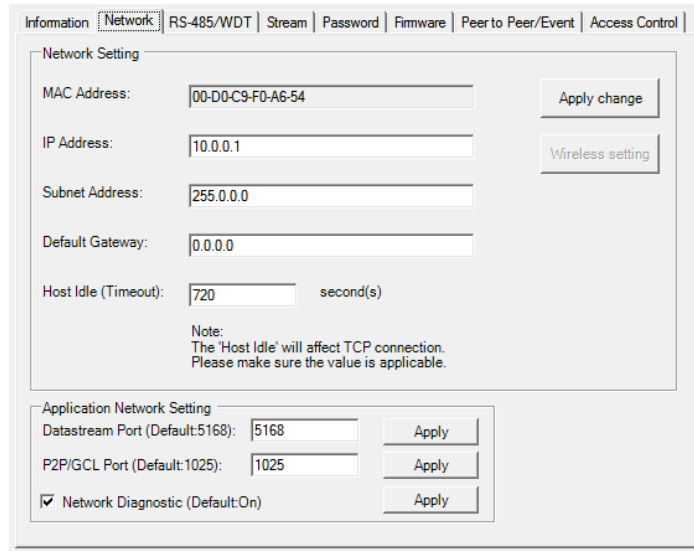 Information Network RS-485/WDT Stream Password Firmware Peer to Peer/Event Access Control
Network Setting
MAC Address: 00-D0-C9-F0-A6-54 Apply change
IP Address: 10.0.0.1 Wireless setting
Subnet Address: 255.0.0.0
Default Gateway: 0.0.0.0
Host Idle (Timeout): 720 second(s)
Note:
The 'Host Idle' will affect TCP connection.
Please make sure the value is applicable.
Application Network Setting
Datastream Port (Default:5168): 5168 Apply
P2P/GCL Port (Default:1025): 1025 Apply
Network Diagnostic (Default:On) Apply